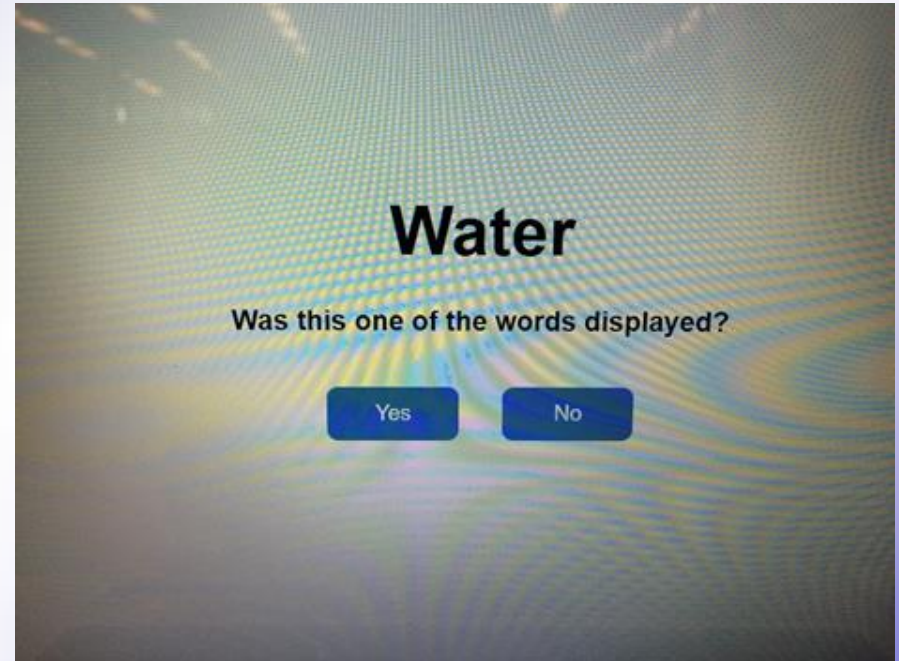 Water
Was this one of the words displayed?
Yes
No